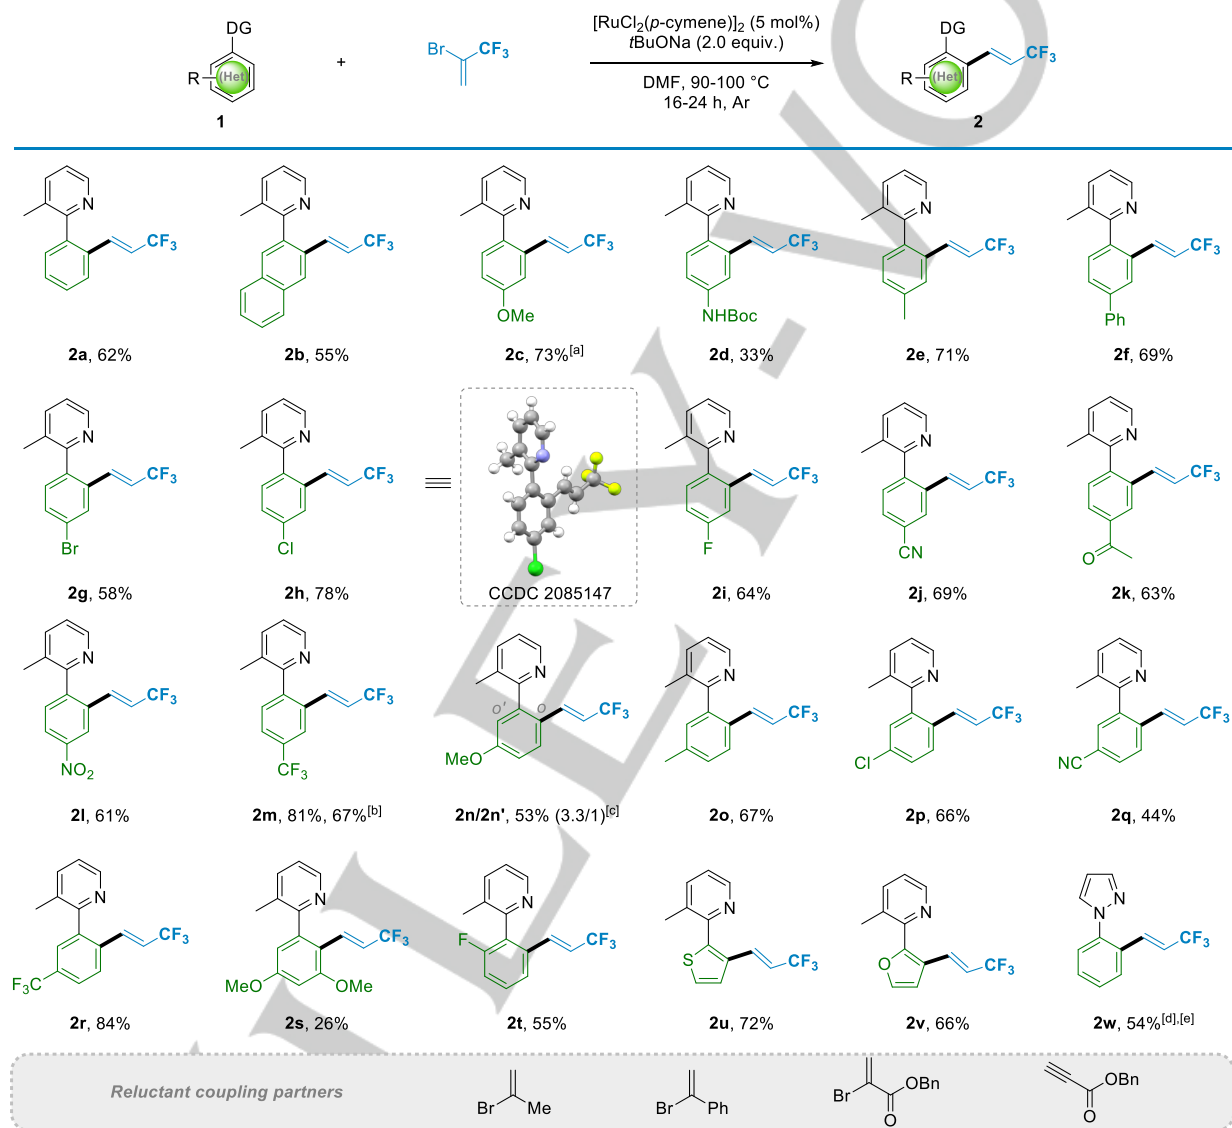 DG
R
(Het)
1
+
Br
CF3
[RuCl2(p-cymene)]2 (5 mol%)
tBuONa (2.0 equiv.)
DMF, 90-100 °C
16-24 h, Ar
DG
R
(Het)
CF3
2
N
CF3
2a, 62%
N
CF3
2b, 55%
N
CF3
OMe
2c, 73%[a]
N
CF3
NHBoc
2d, 33%
N
CF3
2e, 71%
N
CF3
Ph
2f, 69%
N
CF3
Br
2g, 58%
N
CF3
Cl
2h, 78%
CCDC 2085147
N
CF3
F
2i, 64%
N
CF3
CN
2j, 69%
N
CF3
O
2k, 63%
N
CF3
NO2
2l, 61%
N
CF3
CF3
2m, 81%, 67%[b]
N
o'
o
CF3
MeO
2n/2n', 53% (3.3/1)[c]
N
CF3
2o, 67%
N
CF3
Cl
2p, 66%
N
CF3
NC
2q, 44%
N
CF3
F3C
2r, 84%
N
CF3
MeO
OMe
2s, 26%
N
F
CF3
2t, 55%
N
S
CF3
2u, 72%
N
O
CF3
2v, 66%
N
N
CF3
2w, 54%[d],[e]
Reluctant coupling partners
Br
Me
Br
Ph
Br
OBn
O
OBn
O